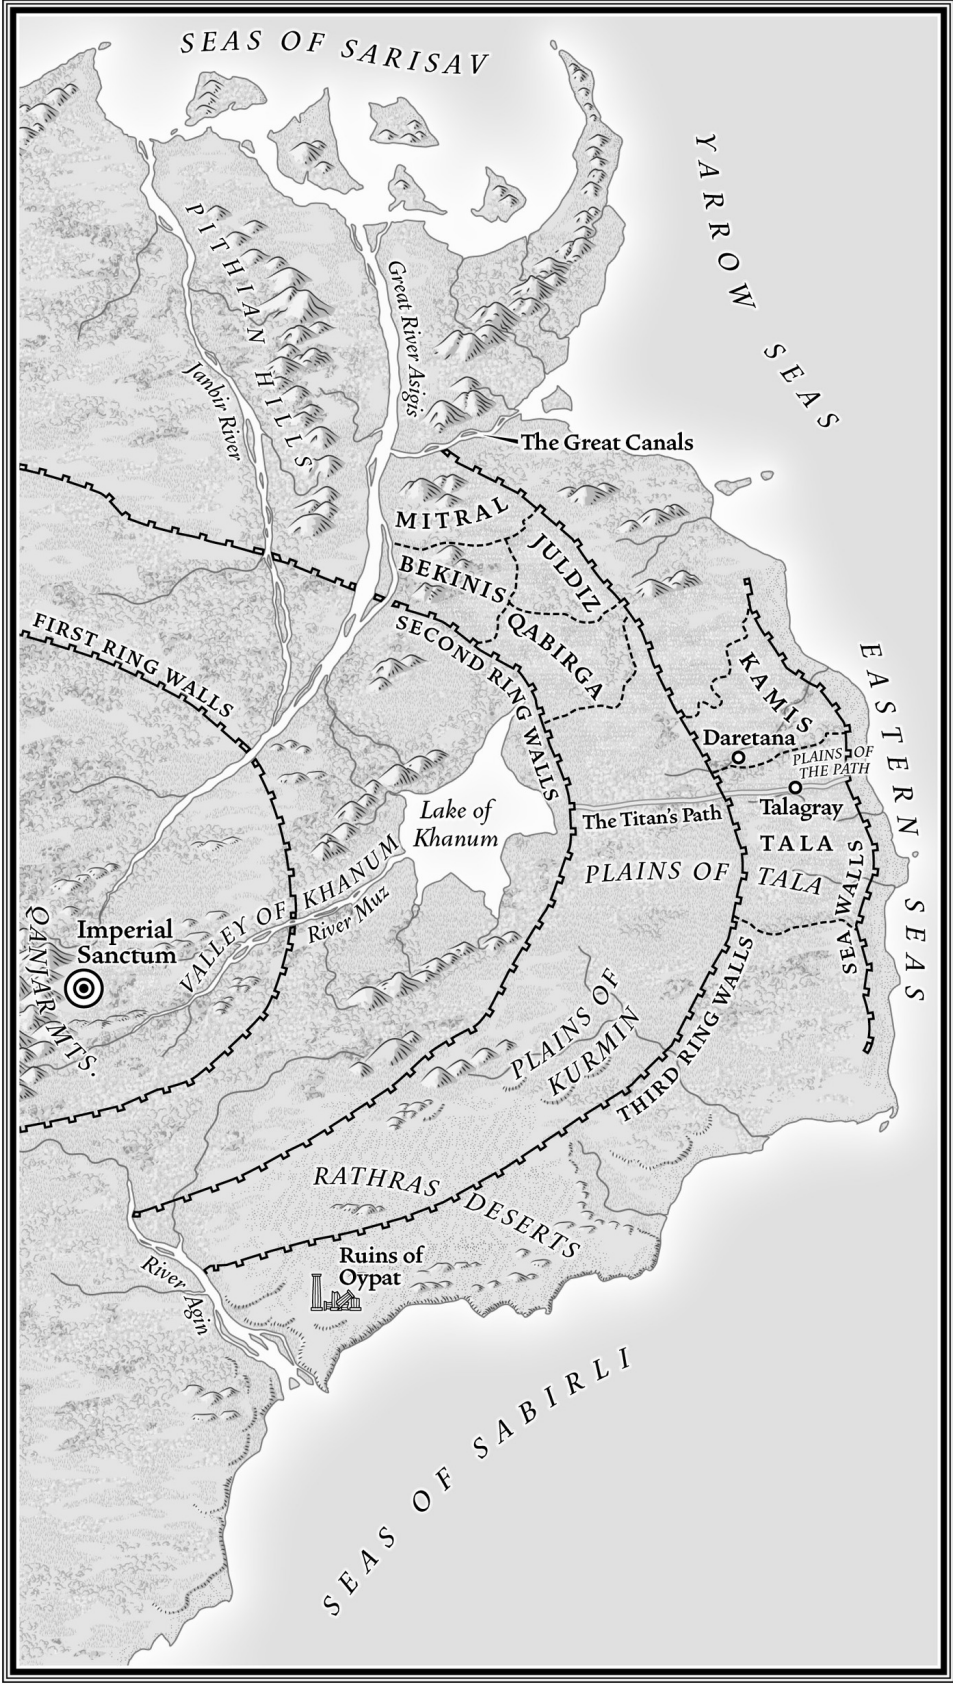 SEAS OF SARISAV
YARROW SEAS
PITHIAN HILLS
Great River Asigis
Janbir River
The Great Canals
MITRAL
JULDIZ
BEKINIS
QABIRGA
SECOND RING WALLS
FIRST RING WALLS
KAMIS
EASTERN SEAS
Daretana
PLAINS OF
THE PATH
Talagray
The Titan's Path
Lake of
Khanum
TALA
PLAINS OF TALA
SEA WALLS
VALLEY OF KHANUM
River Muz
Imperial
Sanctum
QANJAR MTS.
PLAINS OF
KURMIN
THIRD RING WALLS
RATHRAS DESERTS
Ruins of
Oypat
River Agin
SEAS OF SABIRLI